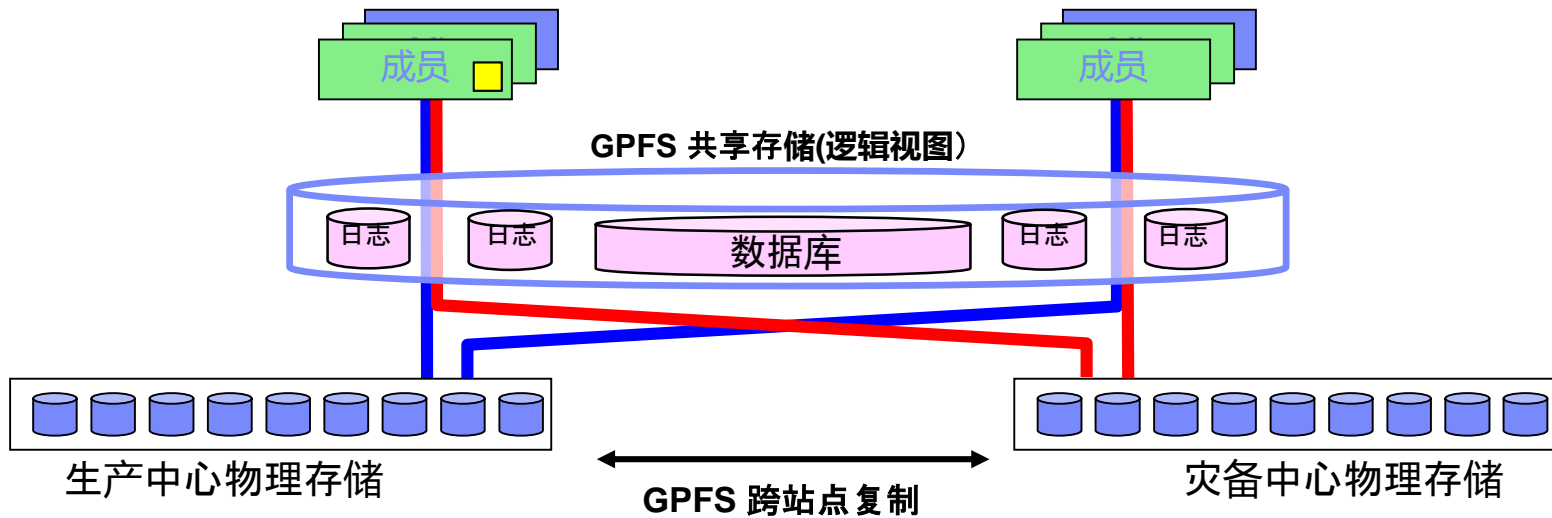 成员
成员
GPFS 共享存储(逻辑视图）
日志
日志
数据库
日志
日志
生产中心物理存储
灾备中心物理存储
GPFS 跨站点复制